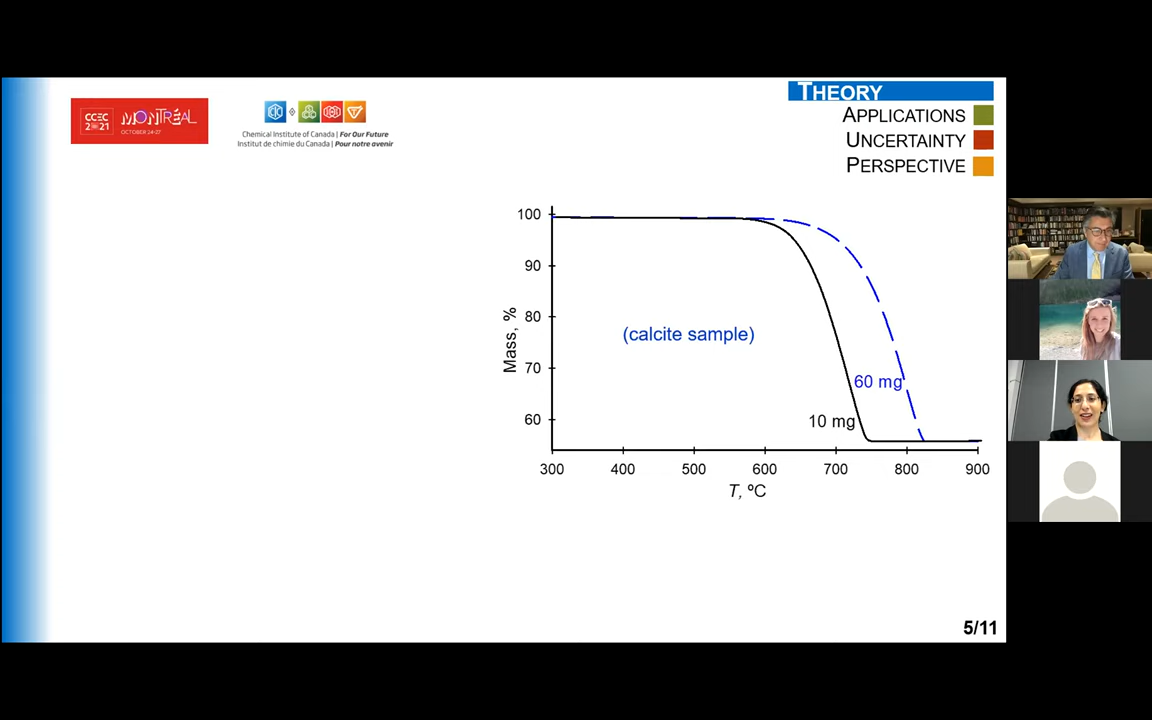 CCEC
2021
MONTRÉAL
OCTOBER 24-27
Chemical Institute of Canada | For Our Future
Institut de chimie du Canada | Pour notre avenir
THEORY
APPLICATIONS
UNCERTAINTY
PERSPECTIVE
100
90
80
70
60
Mass, %
(calcite sample)
60 mg
10 mg
300 400 500 600 700 800 900
T, ºC
5/11